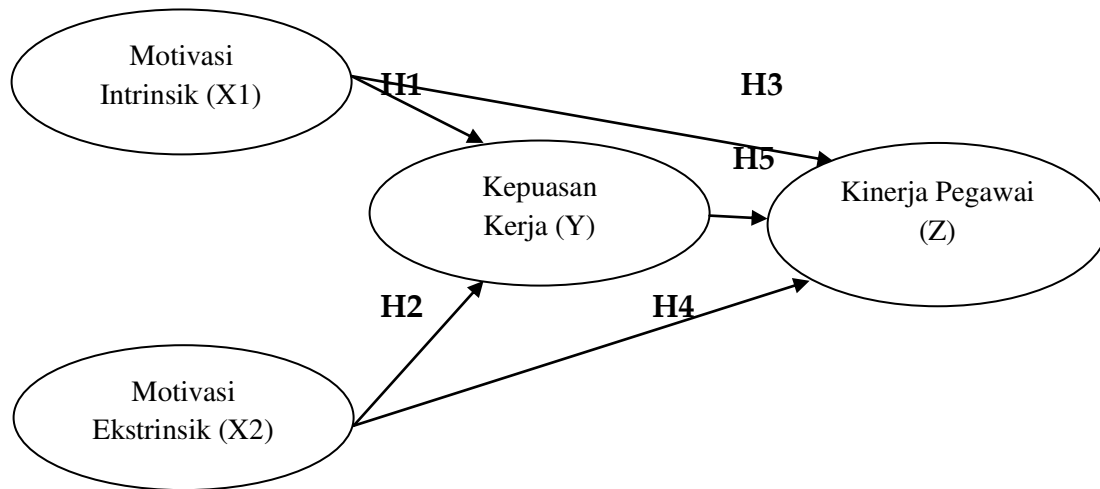 Motivasi
Intrinsik (X1)
H1
H3
H5
Kepuasan
Kerja (Y)
Kinerja Pegawai
(Z)
H2
H4
Motivasi
Ekstrinsik (X2)